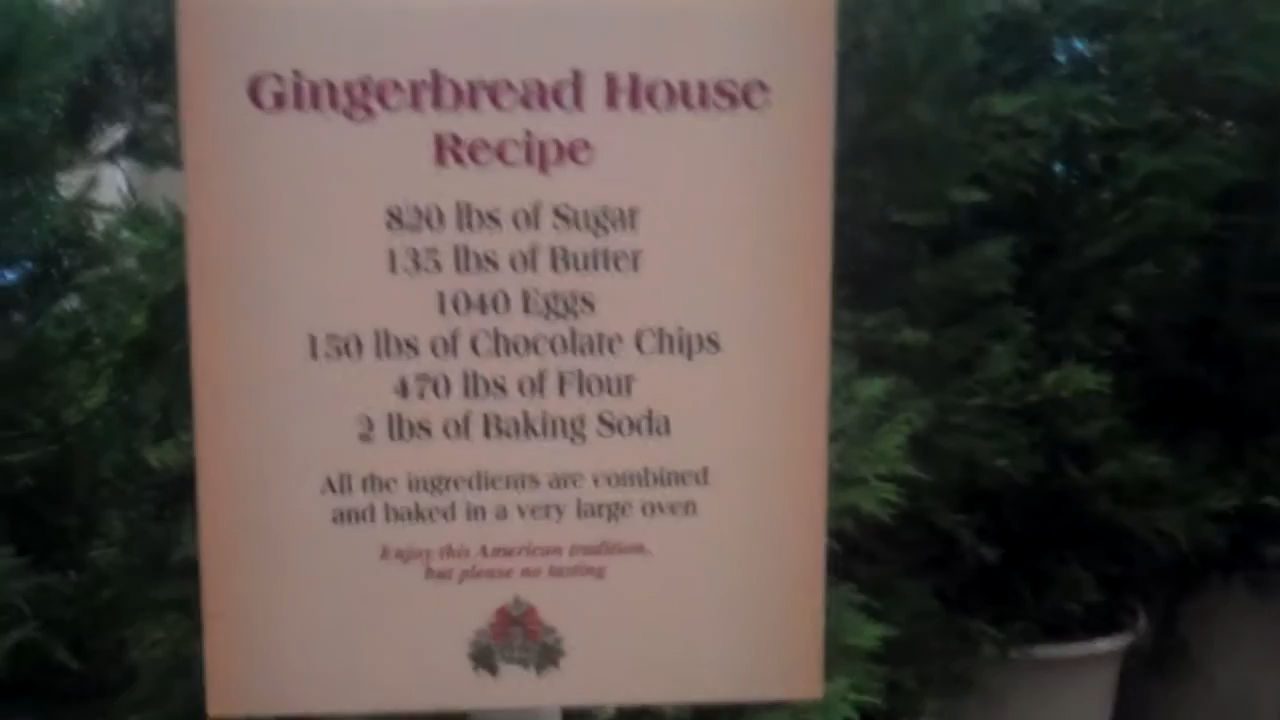 Gingerbread House
Recipe
820 lbs of Sugar
135 lbs of Butter
1040 Eggs
150 lbs of Chocolate Chips
470 lbs of Flour
2 lbs of Baking Soda
All the ingredients are combined
and baked in a very large oven
Enjoy this American tradition,
but please no tasting